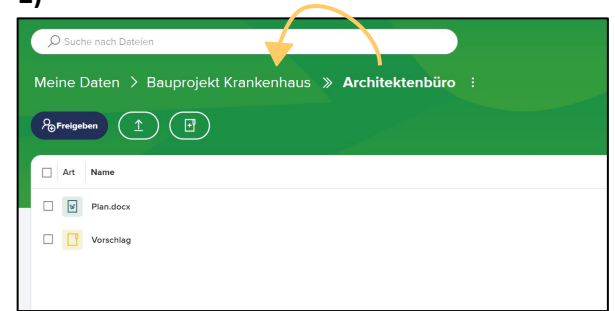 Suche nach Dateien
Meine Daten > Bauprojekt Krankenhaus >> Architektenbüro
Freigeben
Art Name
Plan.docx
Vorschlag